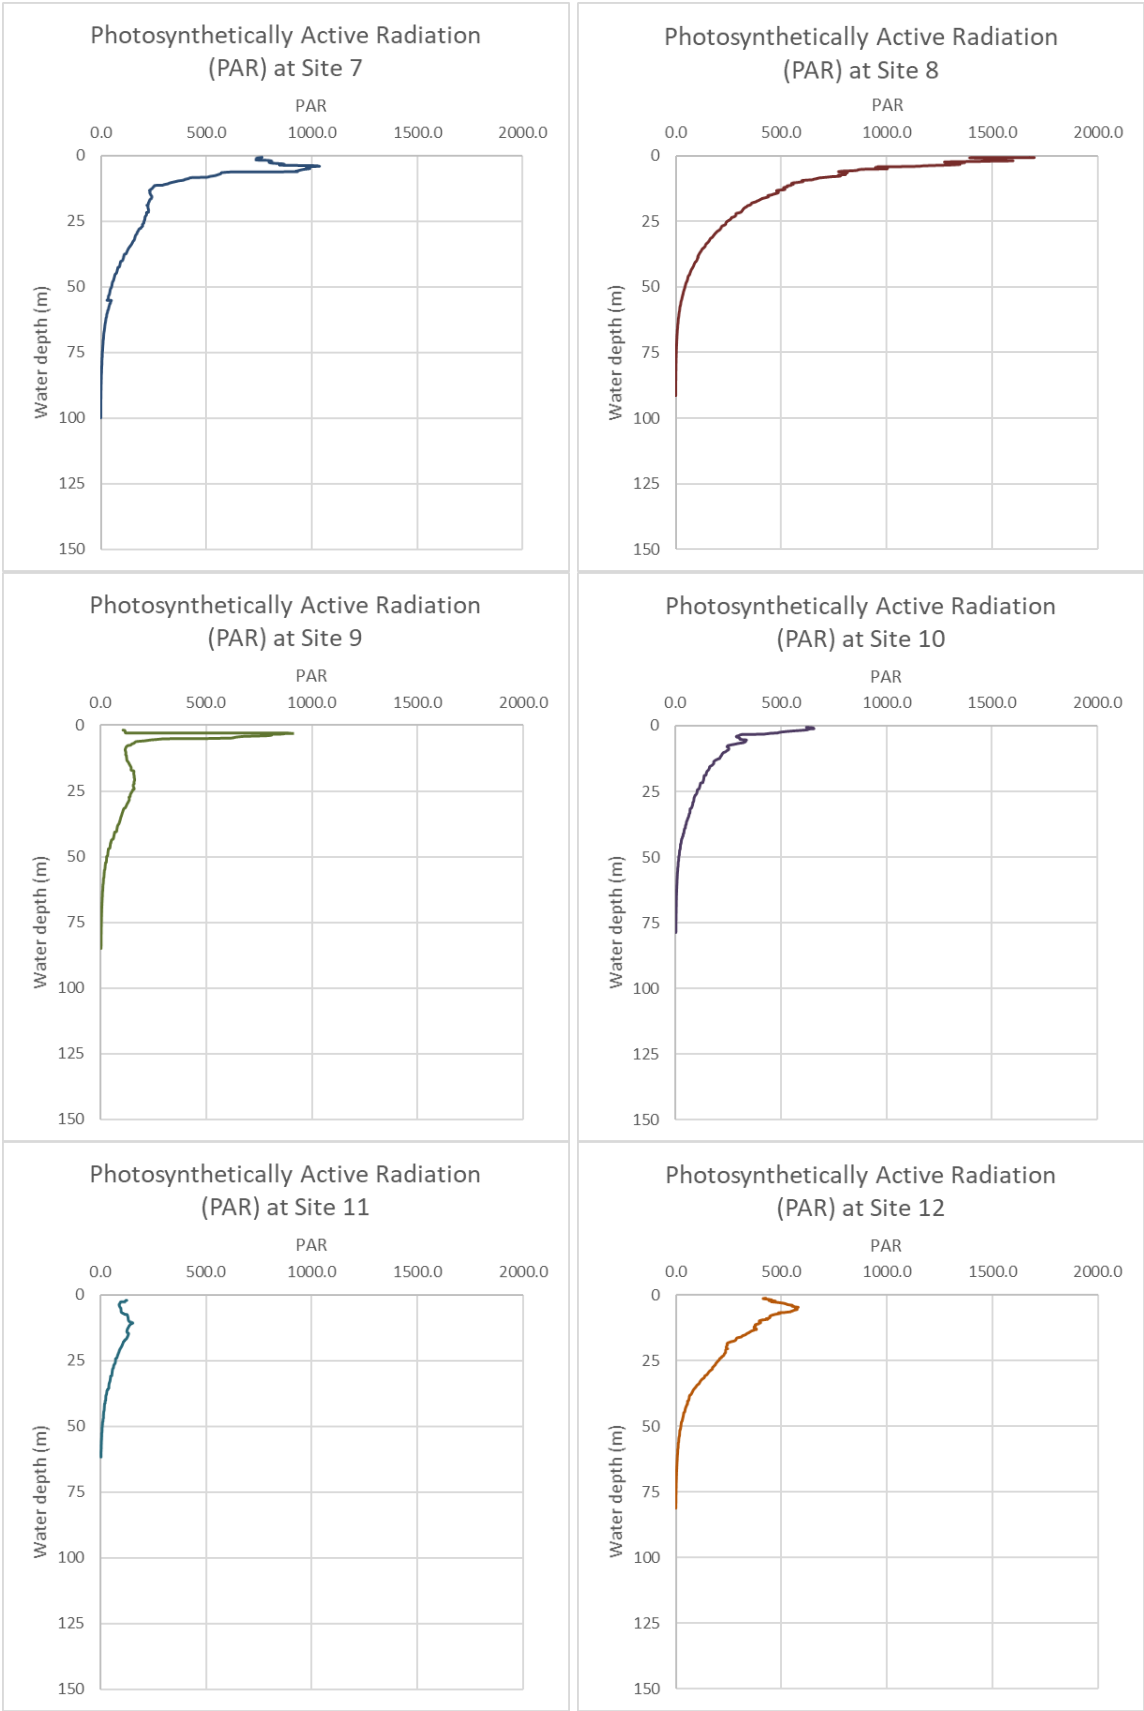 Photosynthetically Active Radiation
(PAR) at Site 7
PAR
0.0 500.0 1000.0 1500.0 2000.0
0
25
50
75
100
125
150
Water depth (m)
Photosynthetically Active Radiation
(PAR) at Site 8
PAR
0.0 500.0 1000.0 1500.0 2000.0
0
25
50
75
100
125
150
Water depth (m)
Photosynthetically Active Radiation
(PAR) at Site 9
PAR
0.0 500.0 1000.0 1500.0 2000.0
0
25
50
75
100
125
150
Water depth (m)
Photosynthetically Active Radiation
(PAR) at Site 10
PAR
0.0 500.0 1000.0 1500.0 2000.0
0
25
50
75
100
125
150
Water depth (m)
Photosynthetically Active Radiation
(PAR) at Site 11
PAR
0.0 500.0 1000.0 1500.0 2000.0
0
25
50
75
100
125
150
Water depth (m)
Photosynthetically Active Radiation
(PAR) at Site 12
PAR
0.0 500.0 1000.0 1500.0 2000.0
0
25
50
75
100
125
150
Water depth (m)